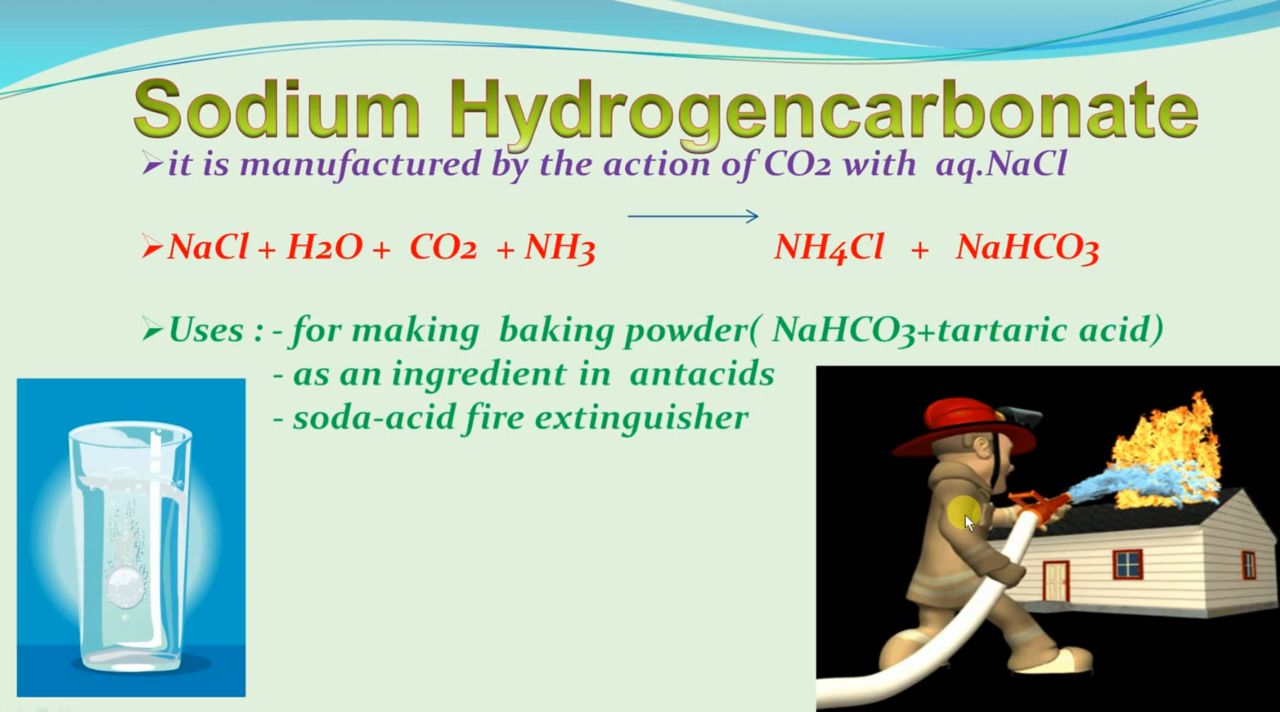 Sodium Hydrogencarbonate
➢it is manufactured by the action of CO2 with aq.NaCl
➢NaCl + H2O + CO2 + NH3 → NH4Cl + NaHCO3
➢Uses : - for making baking powder( NaHCO3+tartaric acid)
- as an ingredient in antacids
- soda-acid fire extinguisher